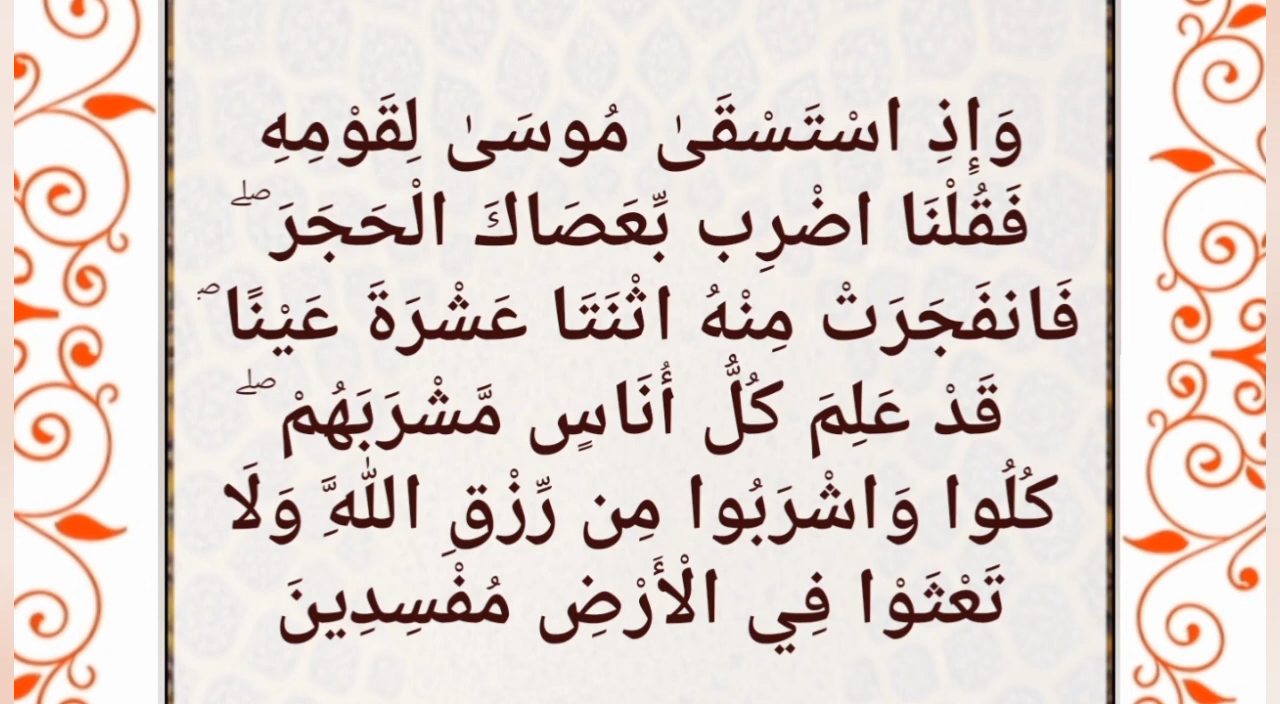 وَإِذِ اسْتَسْقَىٰ مُوسَىٰ لِقَوْمِهِ
فَقُلْنَا اضْرِب بِّعَصَاكَ الْحَجَرَ ۖ
فَانفَجَرَتْ مِنْهُ اثْنَتَا عَشْرَةَ عَيْنًا ۖ
قَدْ عَلِمَ كُلُّ أُنَاسٍ مَّشْرَبَهُمْ ۖ
كُلُوا وَاشْرَبُوا مِن رِّزْقِ اللَّهِ وَلَا
تَعْثَوْا فِي الْأَرْضِ مُفْسِدِينَ